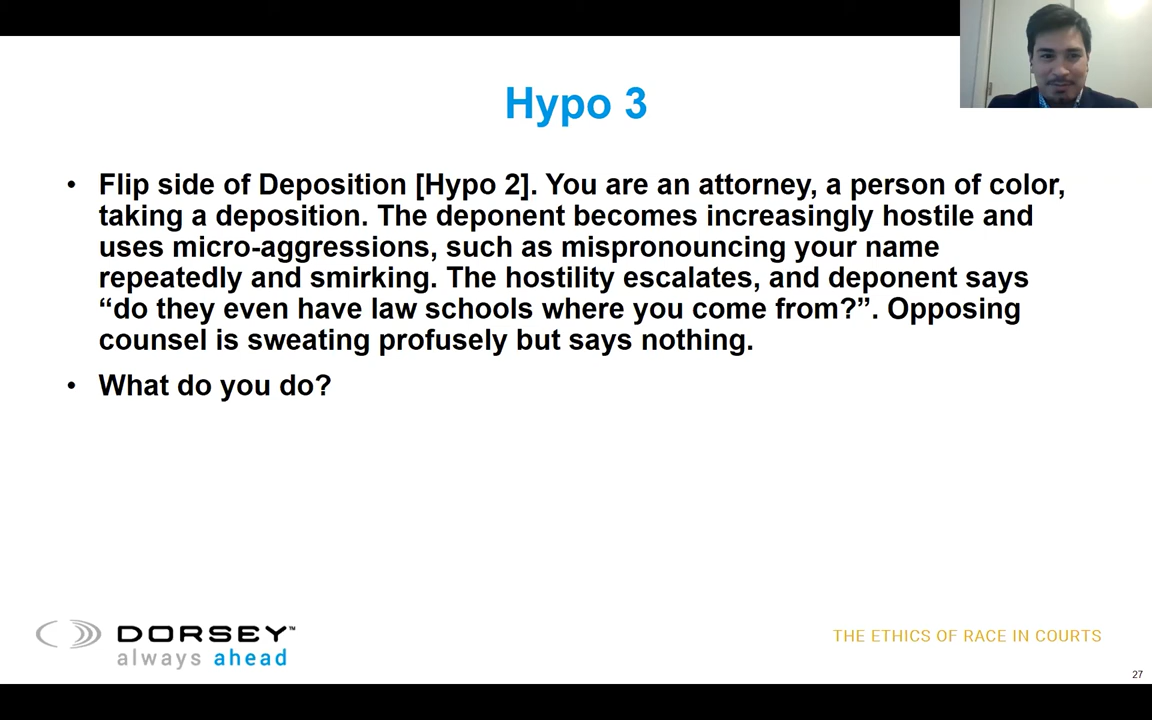 Hypo 3
• Flip side of Deposition [Hypo 2]. You are an attorney, a person of color,
taking a deposition. The deponent becomes increasingly hostile and
uses micro-aggressions, such as mispronouncing your name
repeatedly and smirking. The hostility escalates, and deponent says
“do they even have law schools where you come from?”. Opposing
counsel is sweating profusely but says nothing.
• What do you do?
DORSEY™
always ahead
THE ETHICS OF RACE IN COURTS
27